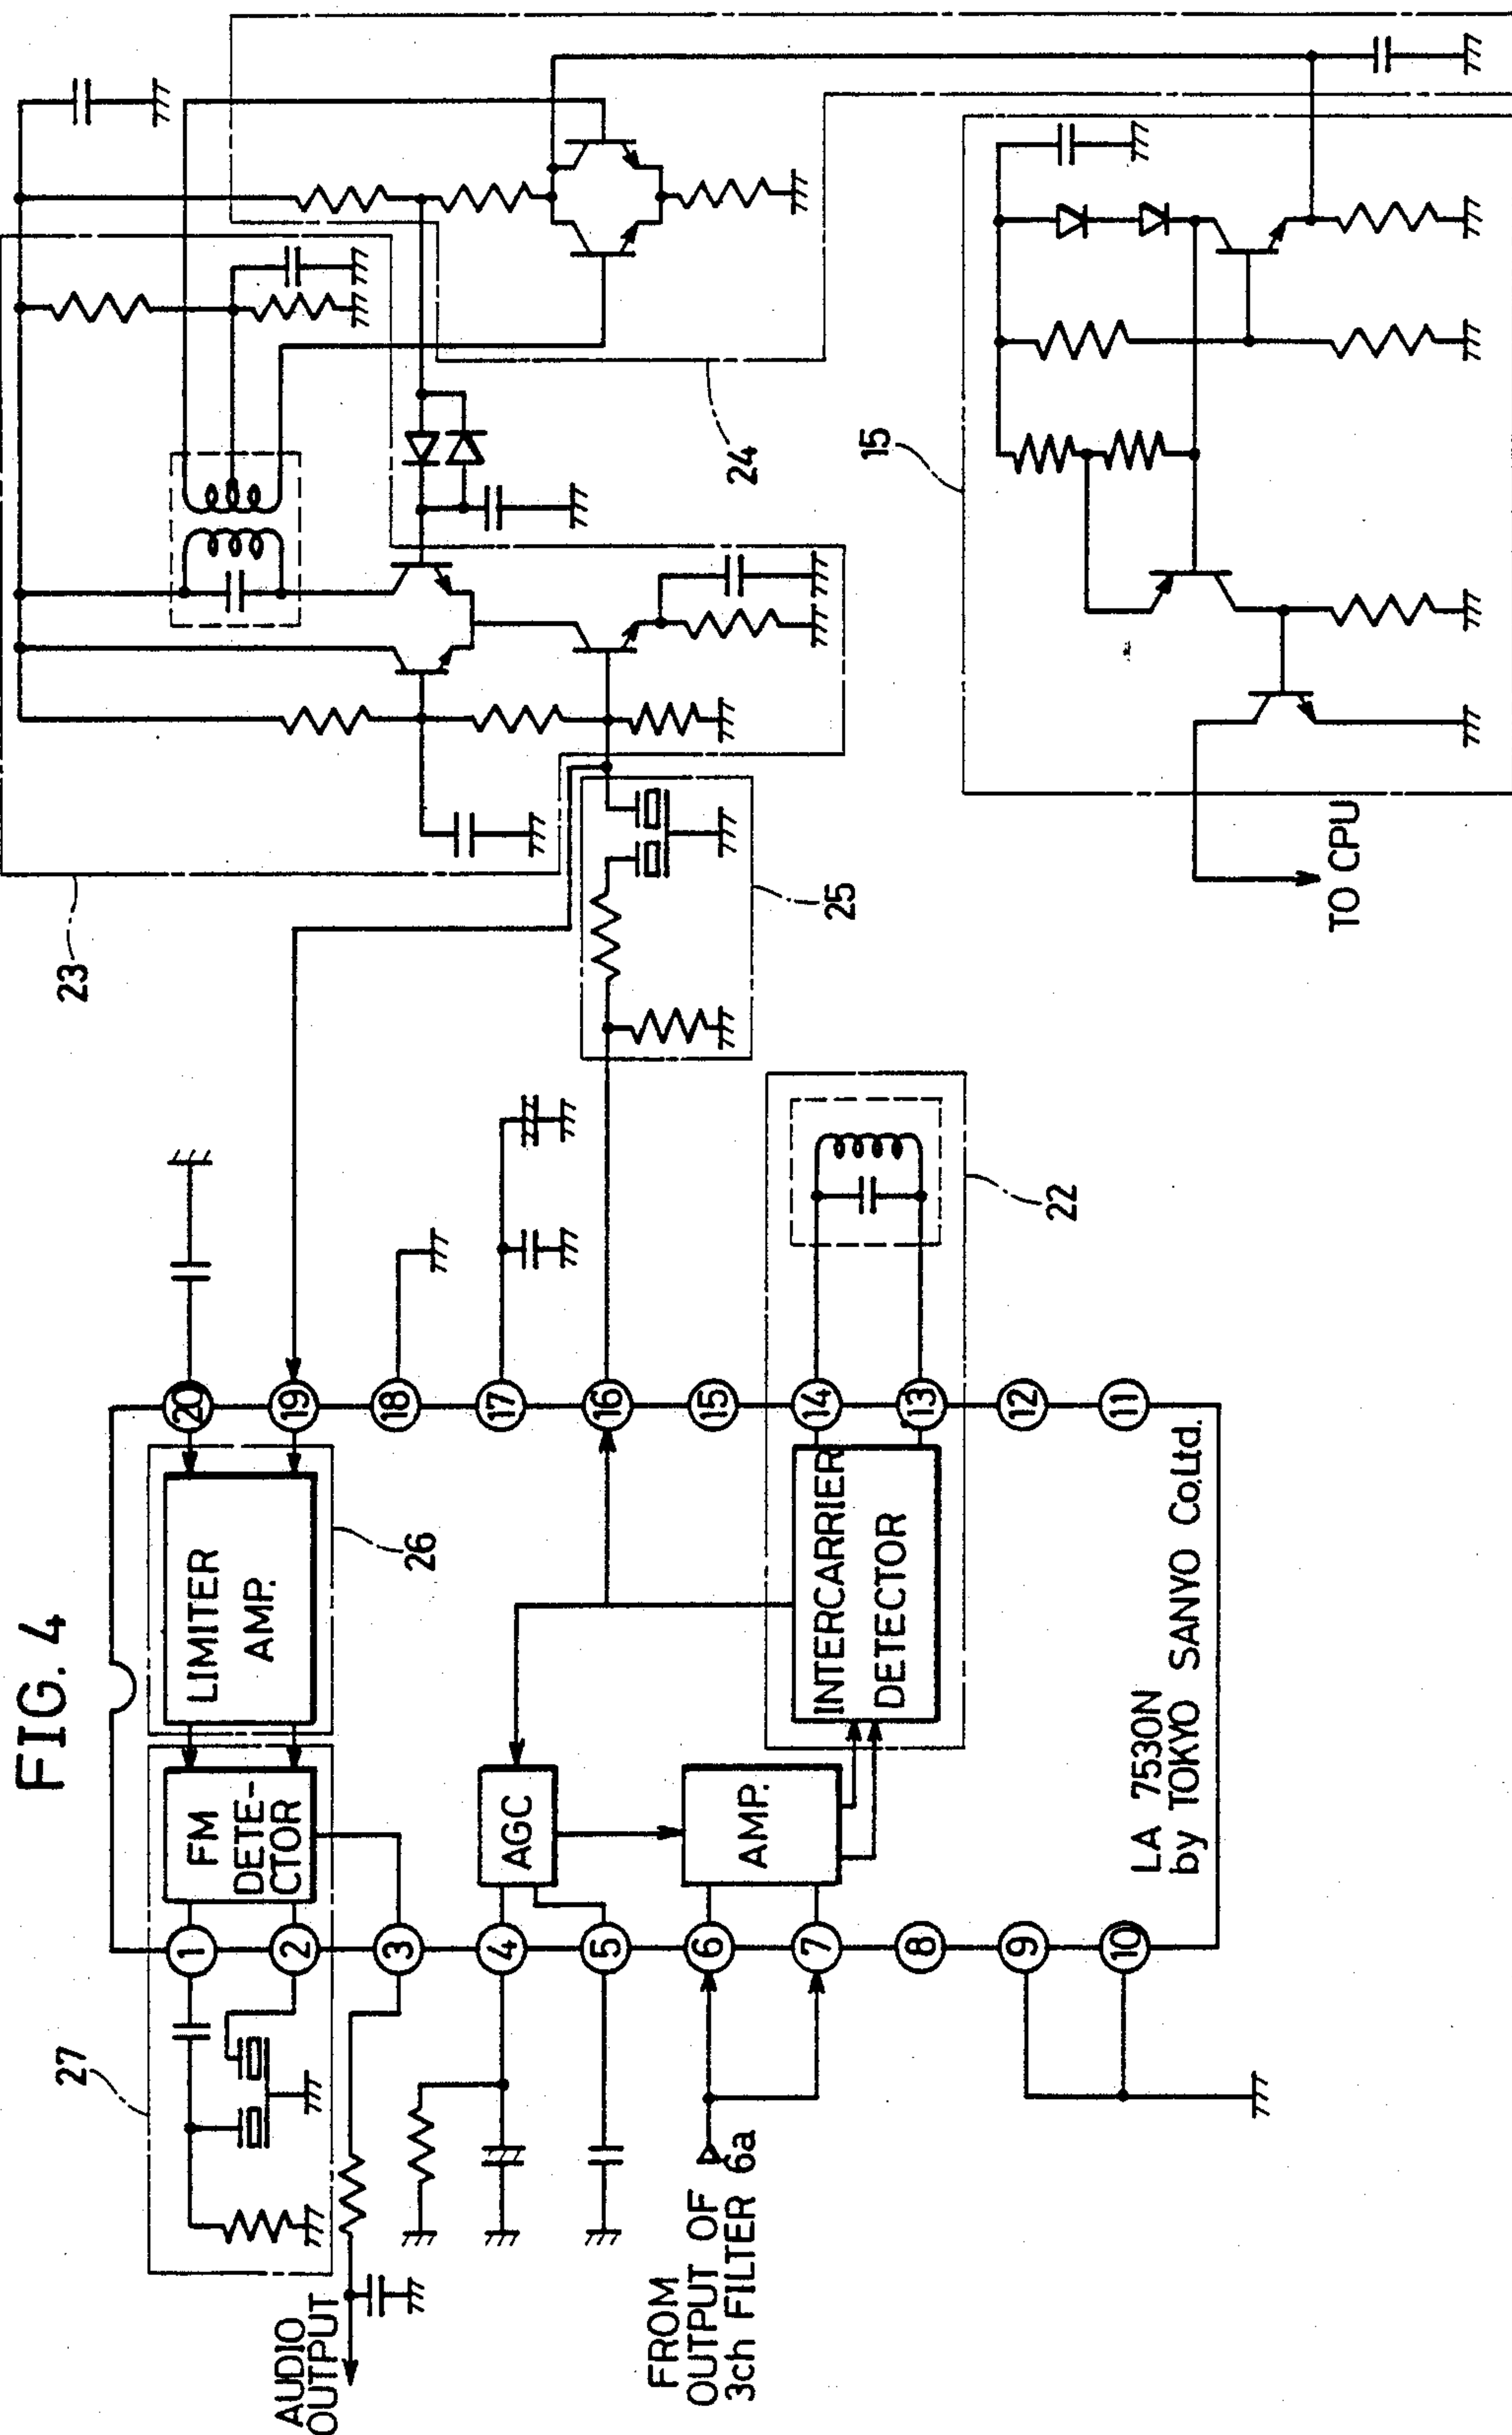 FIG. 4
27
26
23
24
25
22
15
LIMITER
AMP.
FM
DETE-
CTOR
AGC
AMP.
INTERCARRIER
DETECTOR
1
2
3
4
5
6
7
8
9
10
20
19
18
17
16
15
14
13
12
11
AUDIO
OUTPUT
FROM
OUTPUT OF
3ch FILTER 6a
LA 7530N
by TOKYO SANYO Co.Ltd.
TO CPU